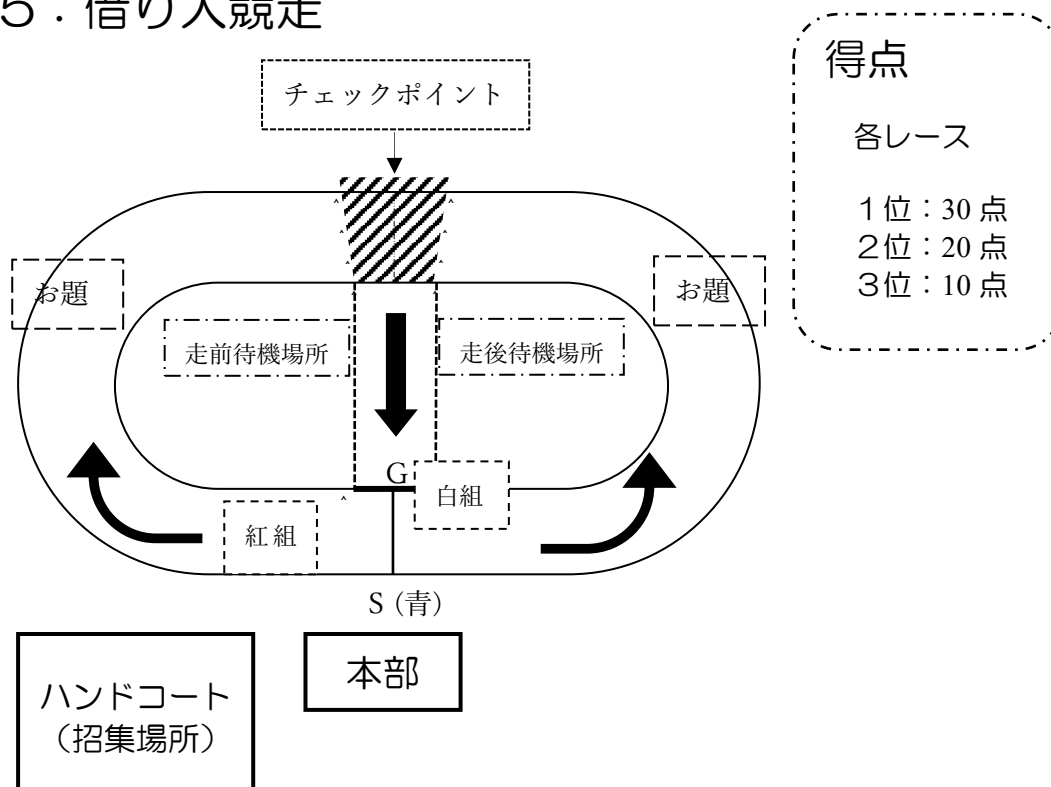 ５．借り人競走
チェックポイント
お題
お題
走前待機場所
走後待機場所
G
白組
紅組
S（青）
ハンドコート
（招集場所）
本部
得点
各レース
１位：30 点
２位：20 点
３位：10 点